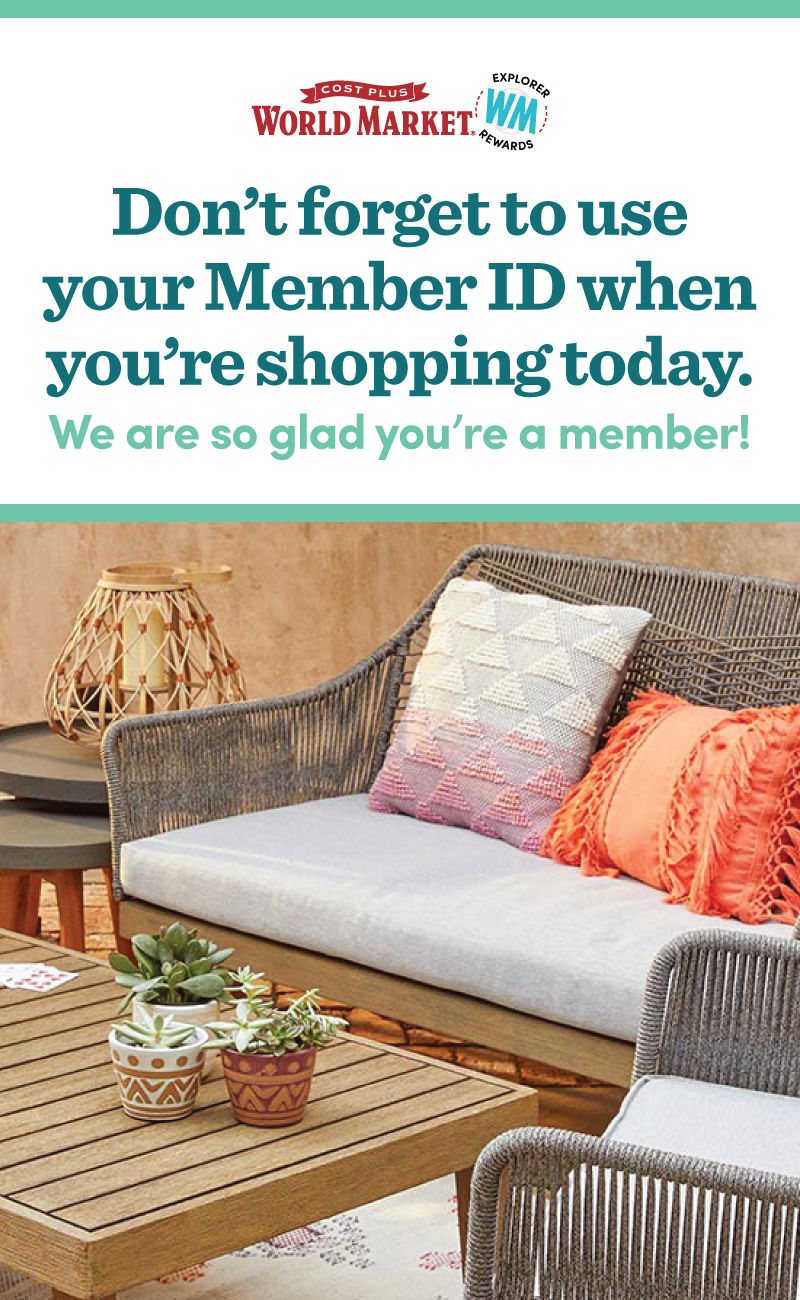 COST PLUS
WORLD MARKET®
EXPLORER
WM
REWARDS
Don’t forget to use
your Member ID when
you’re shopping today.
We are so glad you’re a member!